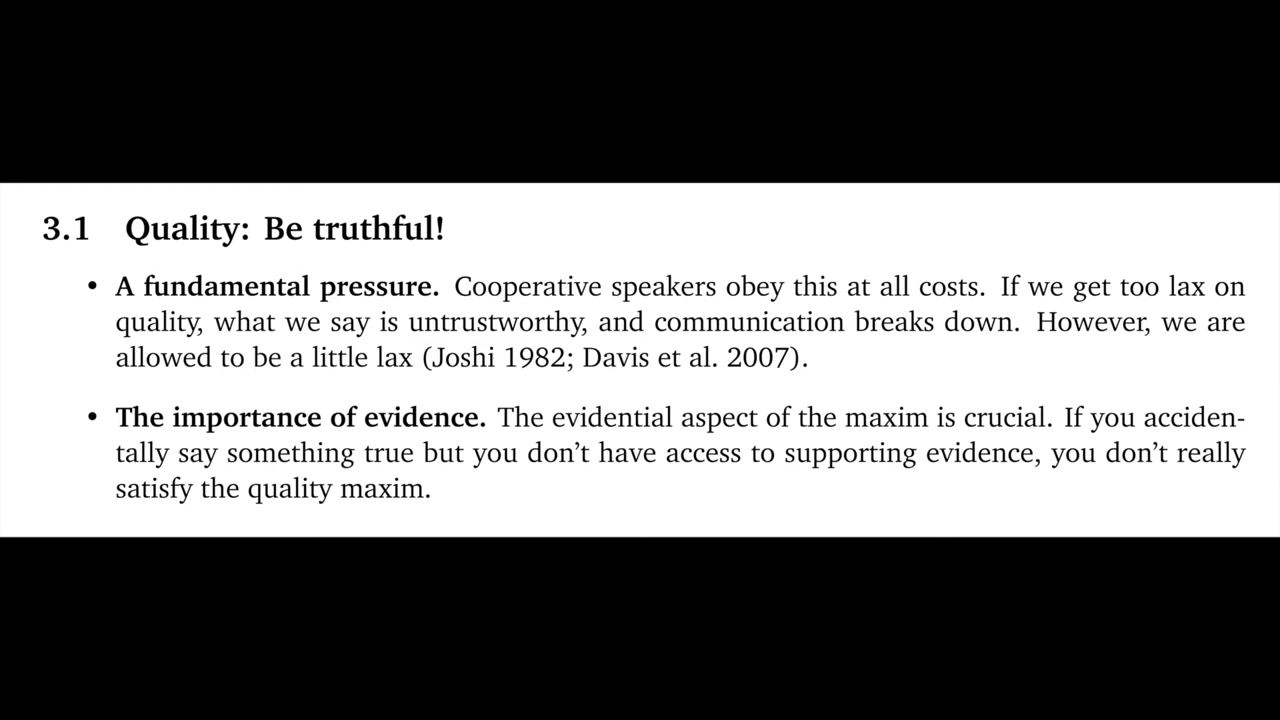 3.1 Quality: Be truthful!
• A fundamental pressure. Cooperative speakers obey this at all costs. If we get too lax on
quality, what we say is untrustworthy, and communication breaks down. However, we are
allowed to be a little lax (Joshi 1982; Davis et al. 2007).
• The importance of evidence. The evidential aspect of the maxim is crucial. If you acciden-
tally say something true but you don’t have access to supporting evidence, you don’t really
satisfy the quality maxim.